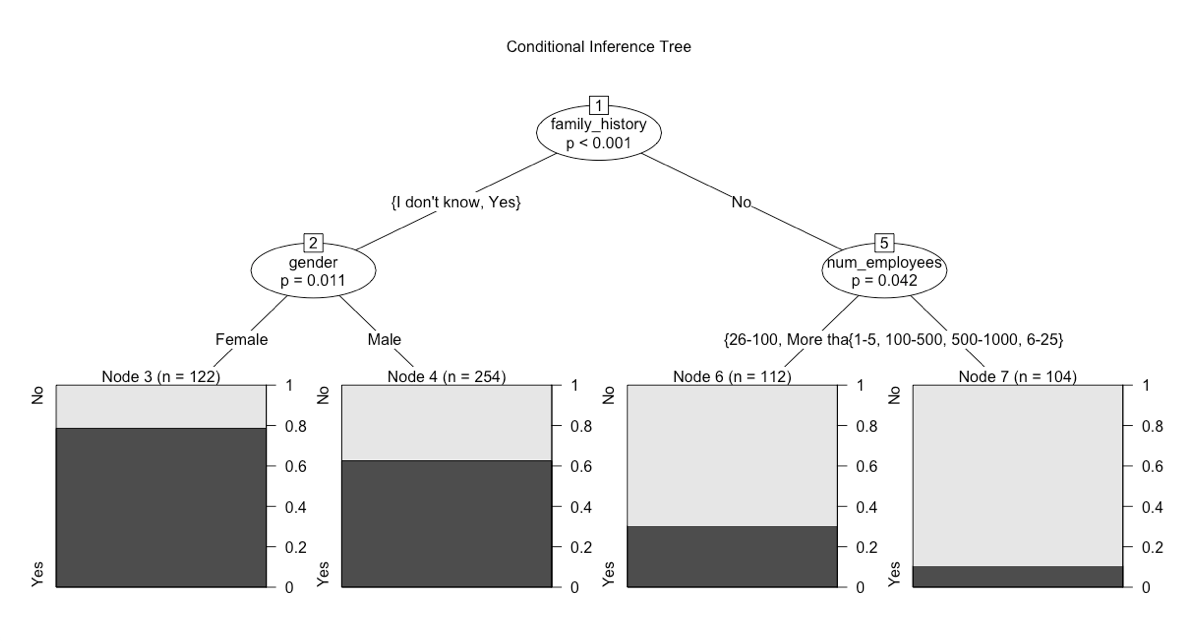 Conditional Inference Tree
1
family_history
p < 0.001
{I don't know, Yes}
No
2
gender
p = 0.011
5
num_employees
p = 0.042
Female
Male
{26-100, More tha
{1-5, 100-500, 500-1000, 6-25}
Node 3 (n = 122)
No
Yes
1
0.8
0.6
0.4
0.2
0
Node 4 (n = 254)
No
Yes
1
0.8
0.6
0.4
0.2
0
Node 6 (n = 112)
No
Yes
1
0.8
0.6
0.4
0.2
0
Node 7 (n = 104)
No
Yes
1
0.8
0.6
0.4
0.2
0